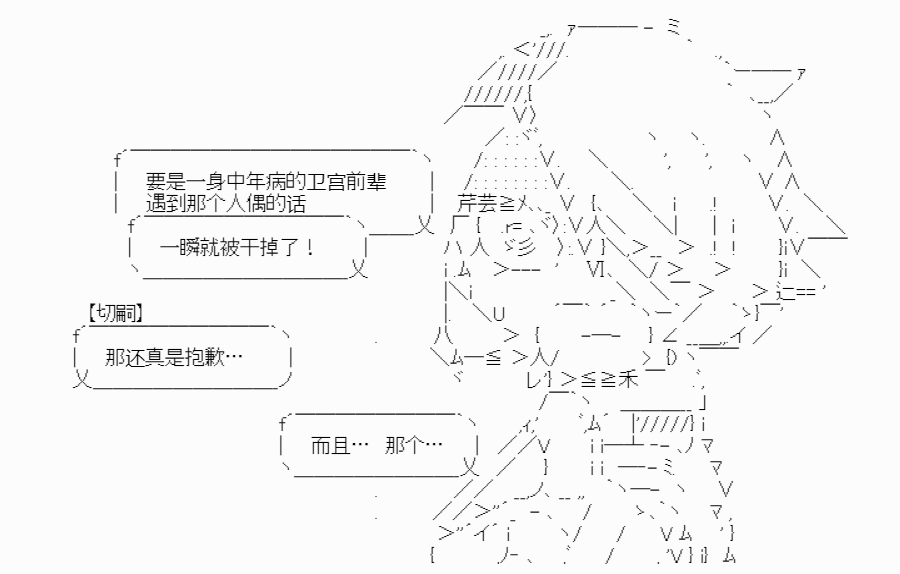 要是一身中年病的卫宫前辈
遇到那个人偶的话
一瞬就被干掉了！
【切嗣】
那还真是抱歉…
而且… 那个…